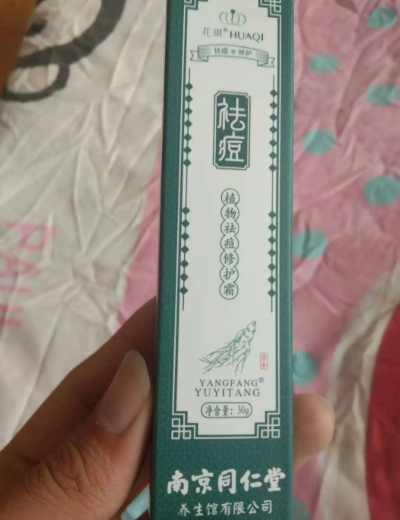 花琪® HUAQI
祛痘 修护
祛痘
植物祛痘修护霜
YANGFANG®
YUYITANG
净含量：30g
南京同仁堂
养生馆有限公司